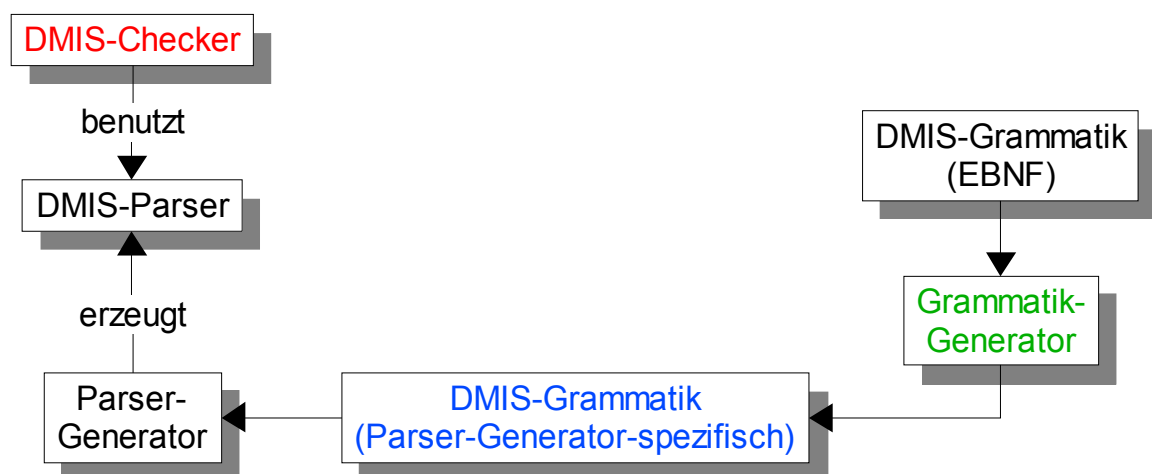 DMIS-Checker
benutzt
DMIS-Parser
erzeugt
Parser-
Generator
DMIS-Grammatik
(Parser-Generator-spezifisch)
DMIS-Grammatik
(EBNF)
Grammatik-
Generator